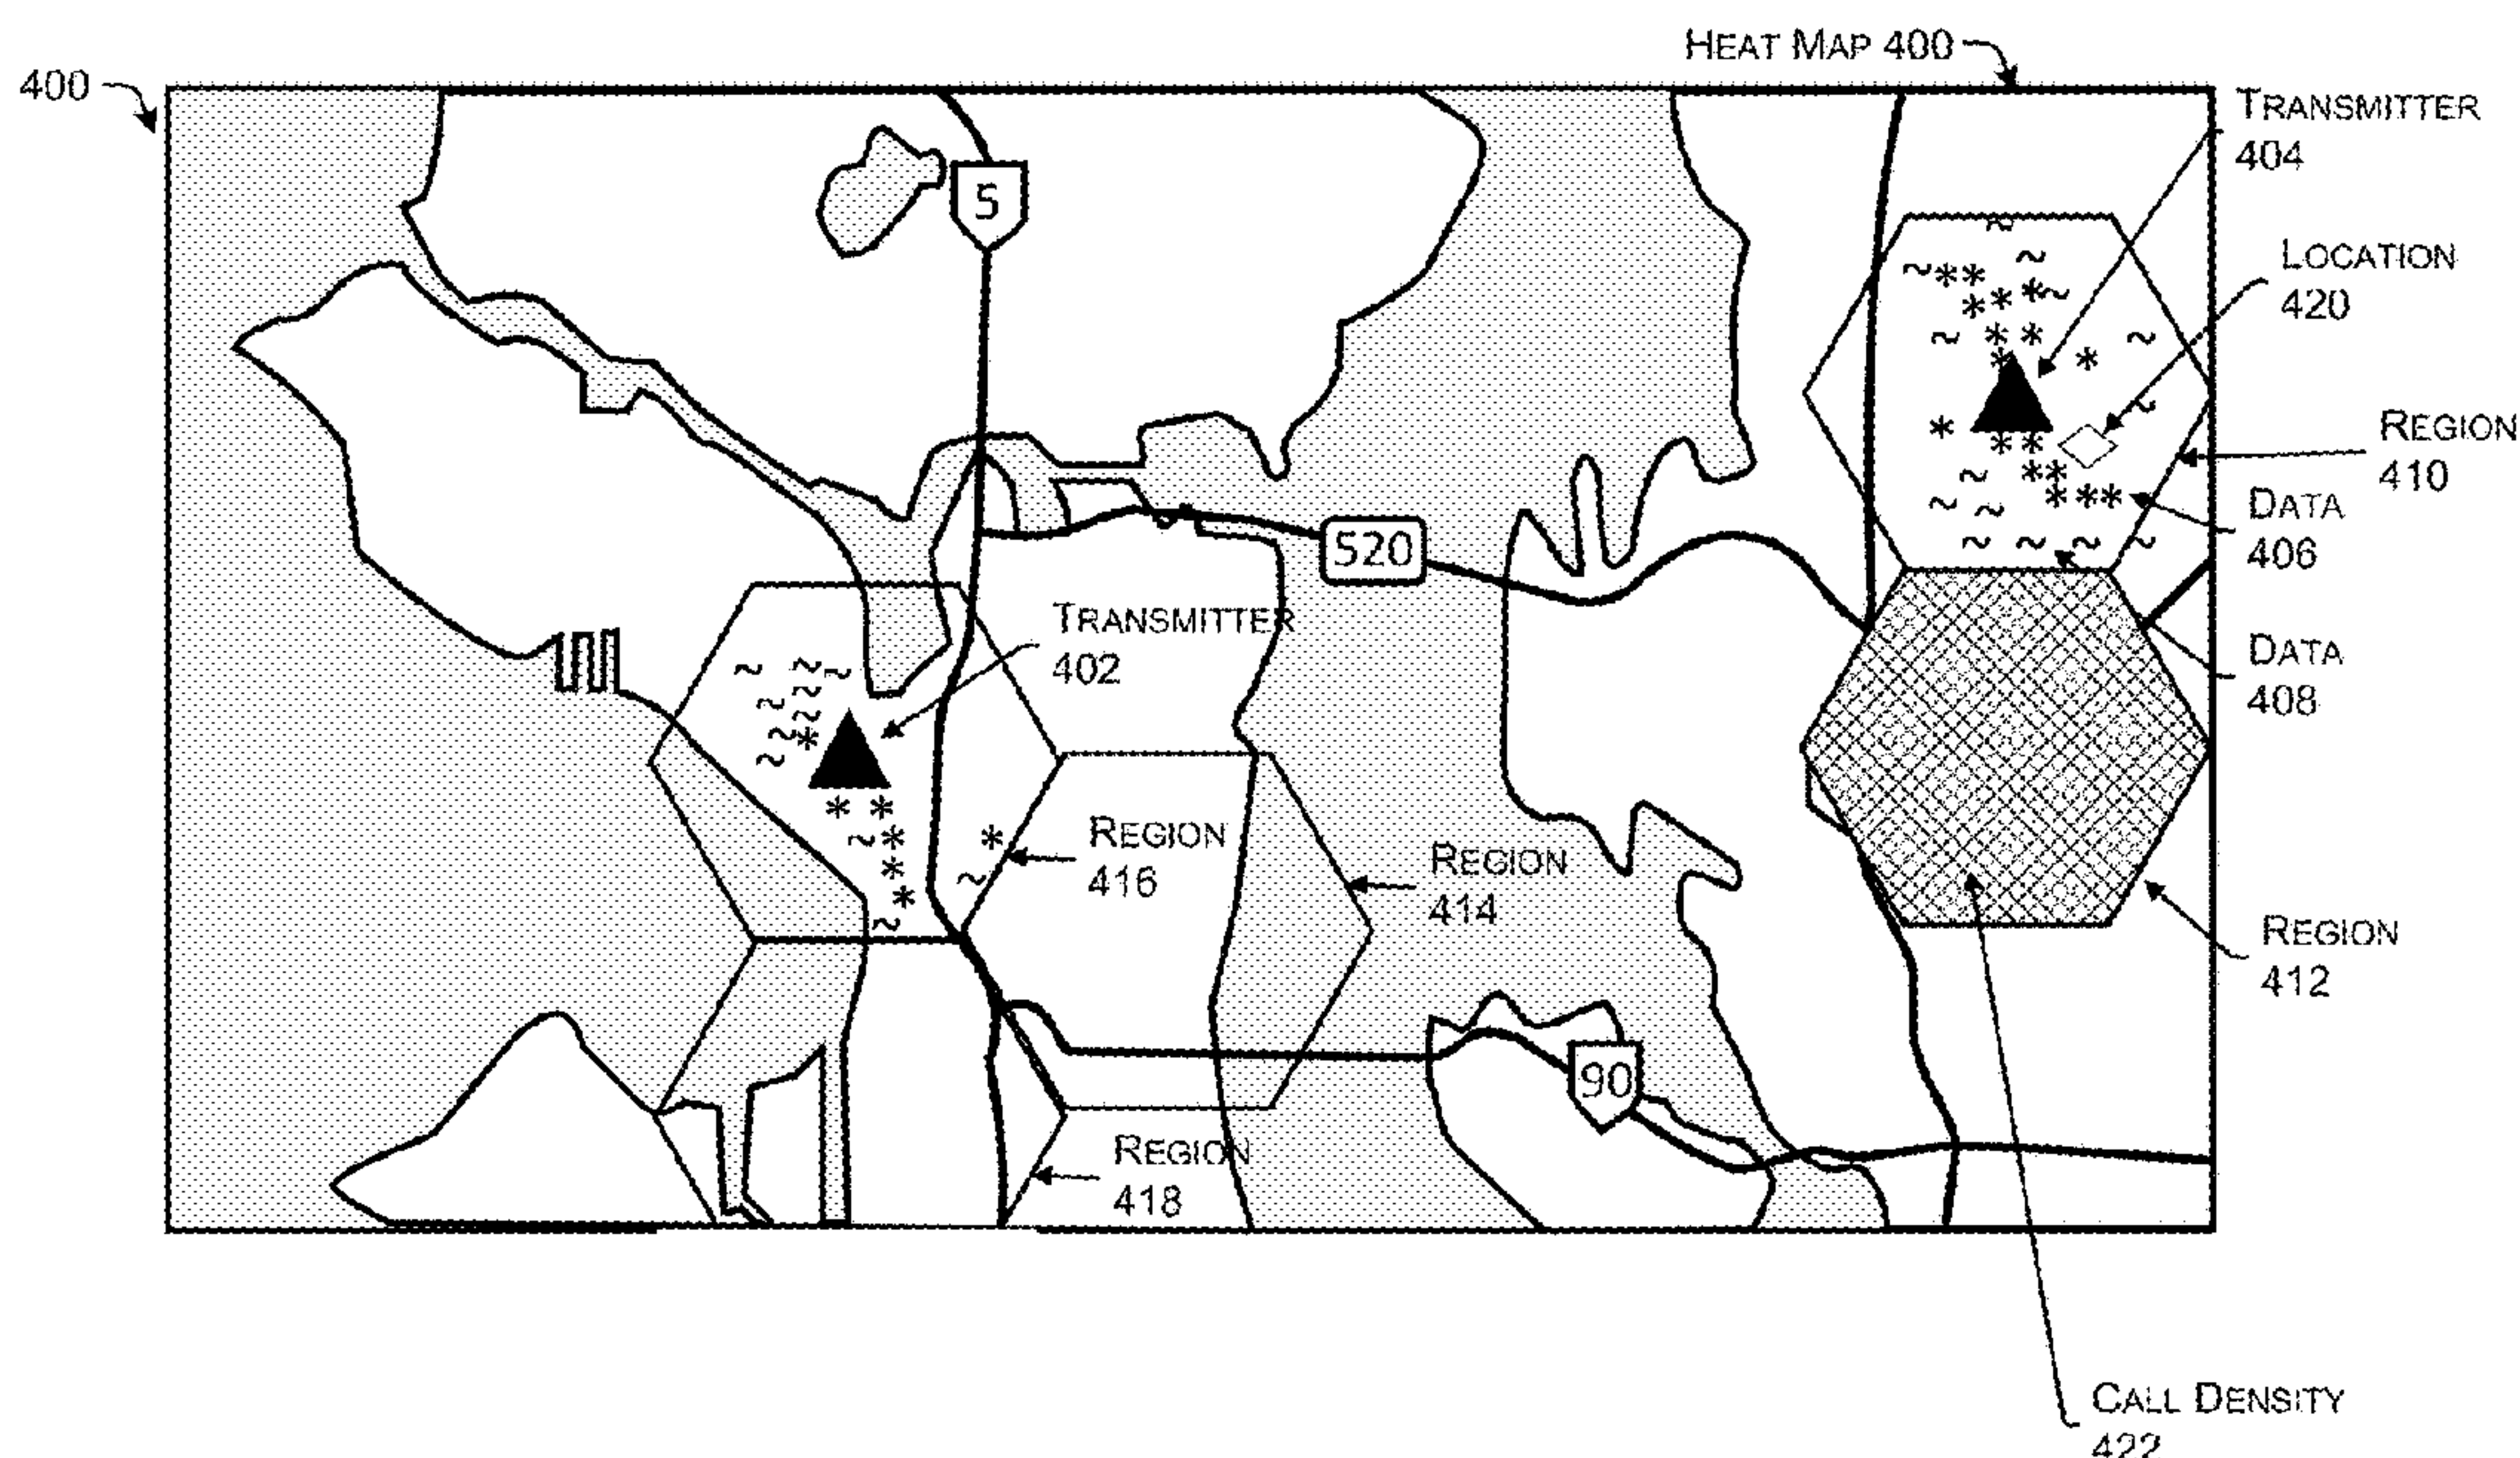 HEAT MAP 400
400
TRANSMITTER
404
5
LOCATION
420
REGION
410
DATA
406
520
TRANSMITTER
402
DATA
408
REGION
416
REGION
414
REGION
412
90
REGION
418
CALL DENSITY
422